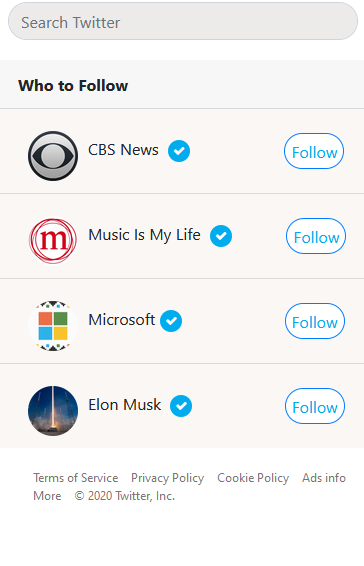 Search Twitter
Who to Follow
CBS News
Follow
m
Music Is My Life
Follow
Microsoft
Follow
Elon Musk
Follow
Terms of Service Privacy Policy Cookie Policy Ads info
More © 2020 Twitter, Inc.